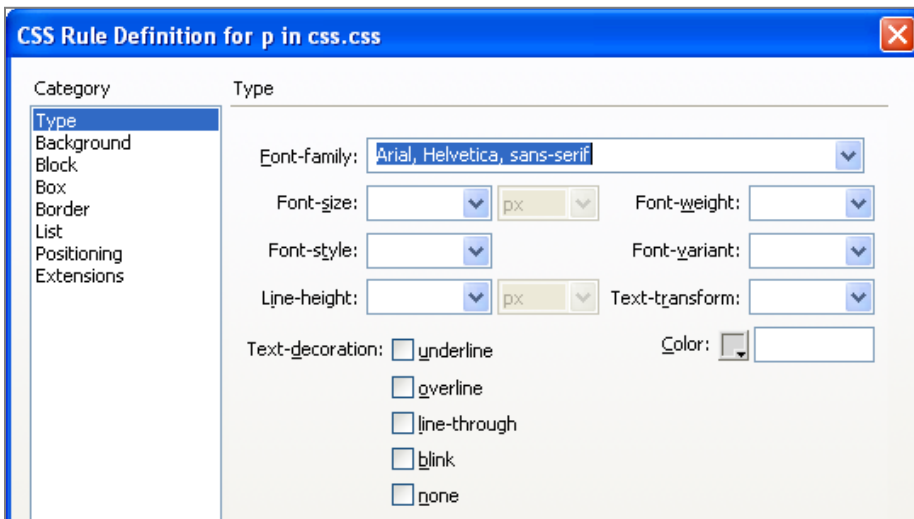 CSS Rule Definition for p in css.css
Category
Type
Type
Background
Block
Box
Border
List
Positioning
Extensions
Font-family: Arial, Helvetica, sans-serif
Font-size: px Font-weight:
Font-style: Font-variant:
Line-height: px Text-transform:
Text-decoration: underline Color:
overline
line-through
blink
none